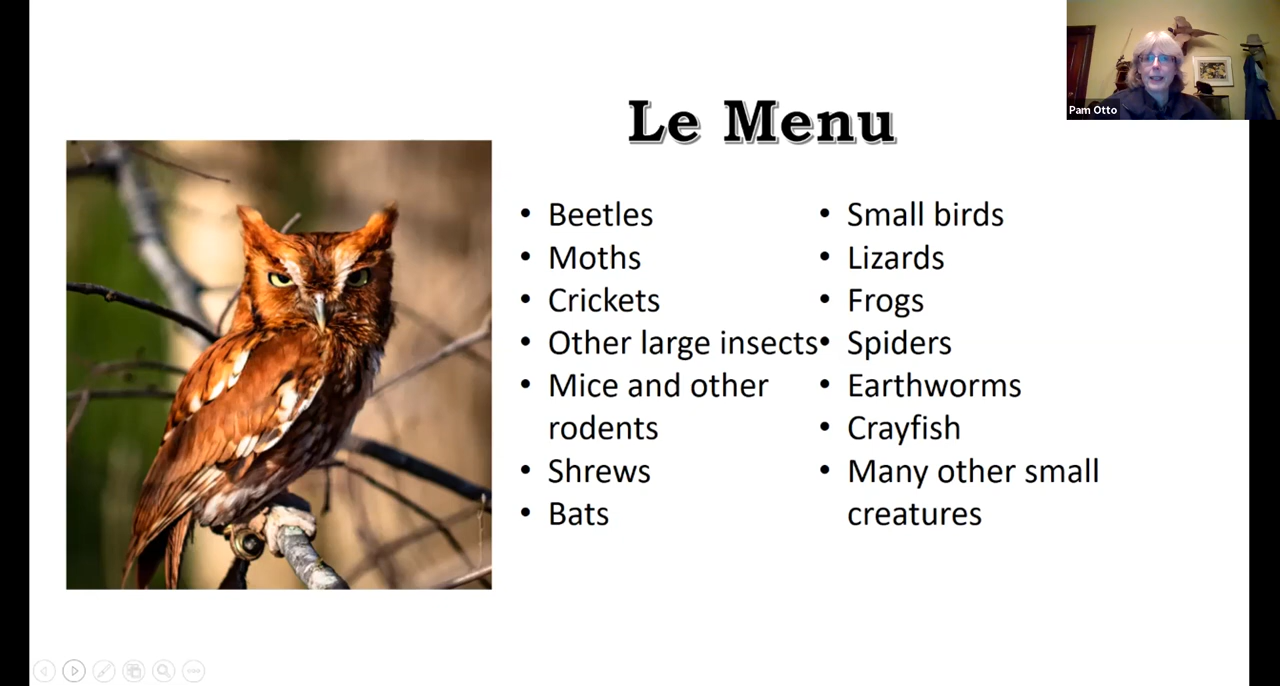 Pam Otto
Le Menu
• Beetles
• Moths
• Crickets
• Other large insects
• Mice and other
rodents
• Shrews
• Bats
• Small birds
• Lizards
• Frogs
• Spiders
• Earthworms
• Crayfish
• Many other small
creatures